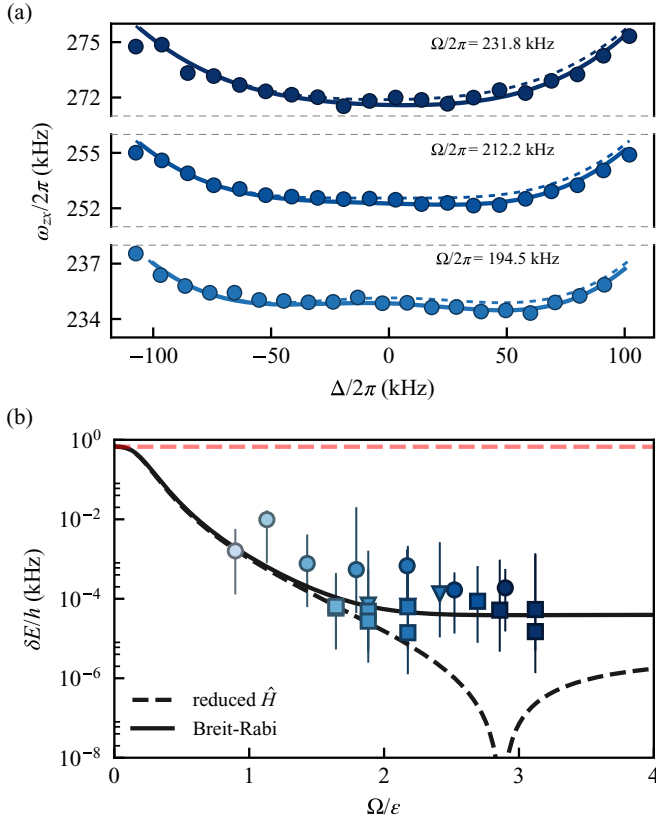 (a)
275
272
Ω/2π = 231.8 kHz
255
252
Ω/2π = 212.2 kHz
237
234
Ω/2π = 194.5 kHz
ω_zx/2π (kHz)
−100 −50 0 50 100
Δ/2π (kHz)
(b)
10^0
10^−2
10^−4
10^−6
10^−8
δE/h (kHz)
reduced Ĥ
Breit-Rabi
0 1 2 3 4
Ω/ε